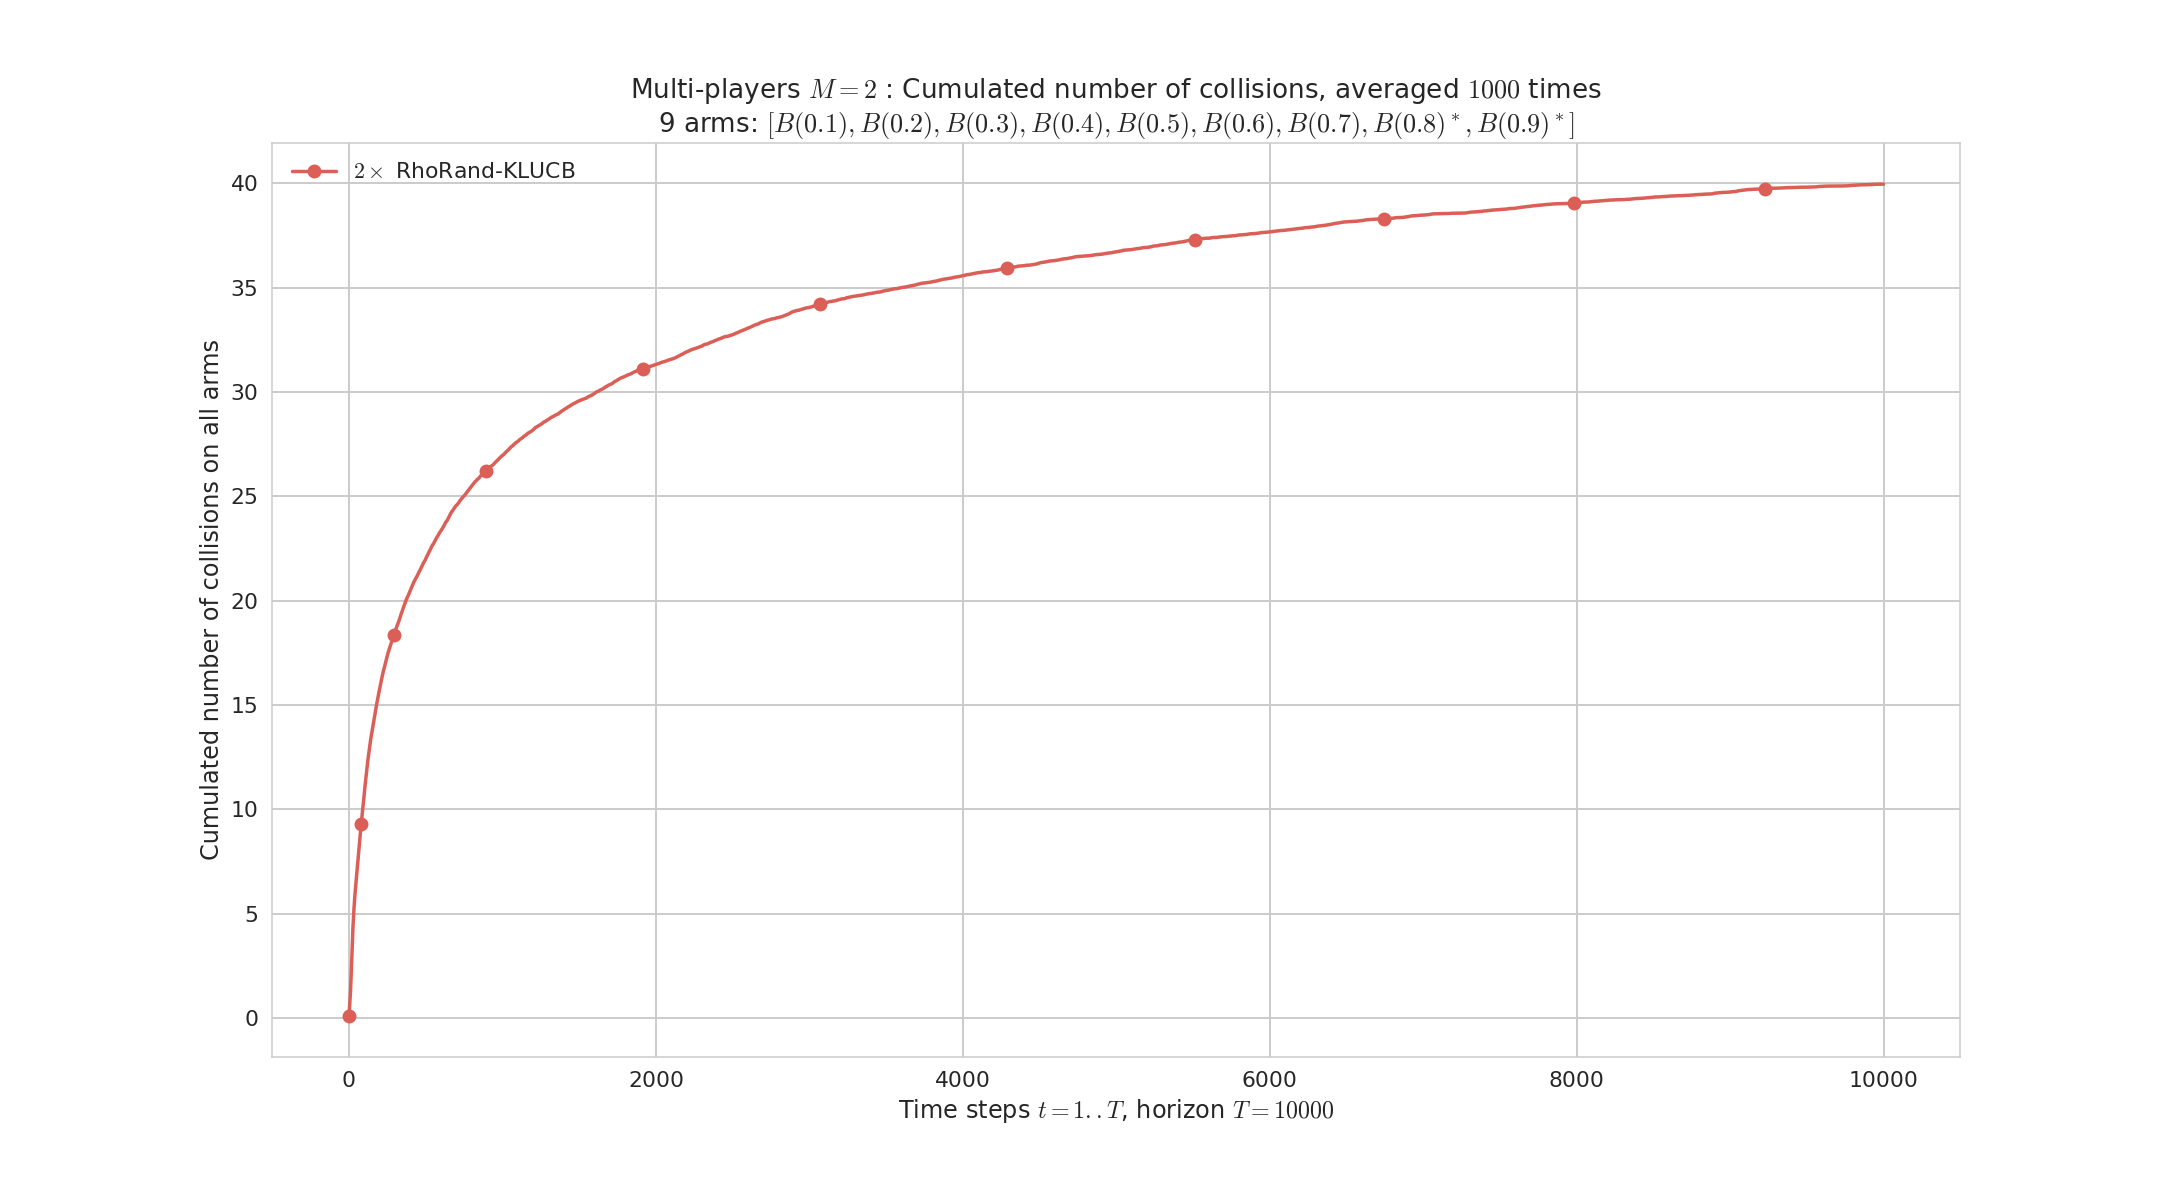 Multi-players M = 2 : Cumulated number of collisions, averaged 1000 times
9 arms: [B(0.1), B(0.2), B(0.3), B(0.4), B(0.5), B(0.6), B(0.7), B(0.8)*, B(0.9)*]
2× RhoRand-KLUCB
Cumulated number of collisions on all arms
40
35
30
25
20
15
10
5
0
0 2000 4000 6000 8000 10000
Time steps t = 1..T, horizon T = 10000